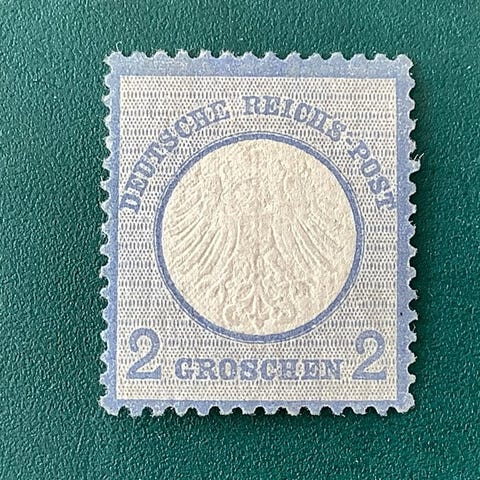 DEUTSCHE REICHS-POST
2 GROSCHEN 2